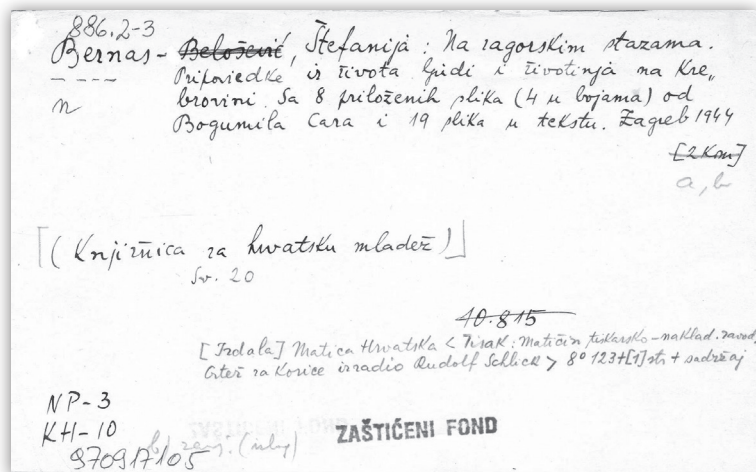 886.2-3
Bernas-Belošević, Štefanija: Na zagorskim stazama.
Pripoviedke iz života ljudi i životinja na Kre„
brovini. Sa 8 priloženih slika (4 u bojama) od
n
Bogumila Cara i 19 slika u tekstu. Zagreb 1944
[2 Kom]
a, b
[(Knjižnica za hrvatsku mladež)]
Sv. 20
10.815
[Izdala] Matica Hrvatska < Tisak: Matičin tiskarsko-naklad. zavod,
Crtež za korice izradio Rudolf Schlick > 8° 123+[1] str + sadržaj
NP-3
KH-10
970917105
ZAŠTIĆENI FOND